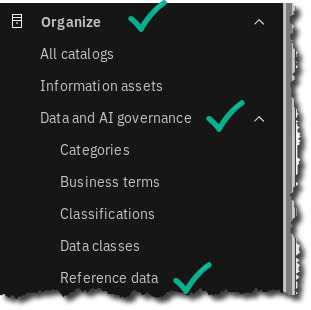 Organize
All catalogs
Information assets
Data and AI governance
Categories
Business terms
Classifications
Data classes
Reference data